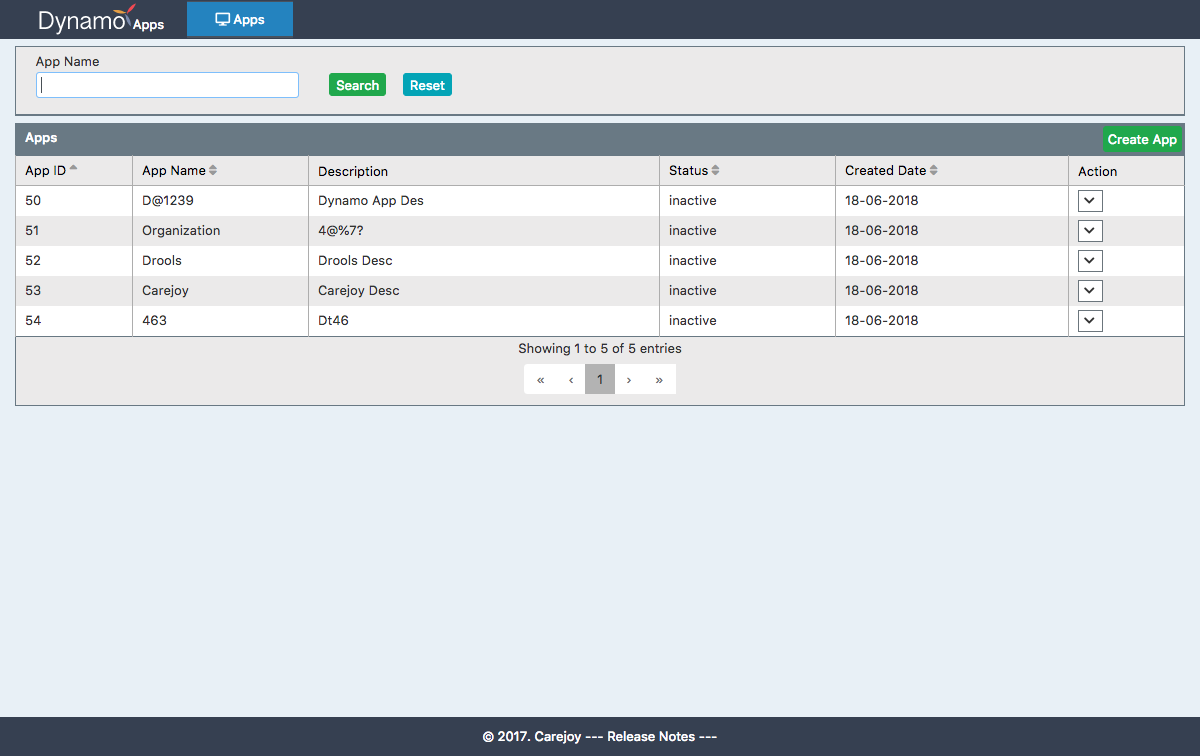 Dynamo Apps Apps
App Name
Search Reset
Apps Create App
App ID App Name Description Status Created Date Action
50 D@1239 Dynamo App Des inactive 18-06-2018
51 Organization 4@%7? inactive 18-06-2018
52 Drools Drools Desc inactive 18-06-2018
53 Carejoy Carejoy Desc inactive 18-06-2018
54 463 Dt46 inactive 18-06-2018
Showing 1 to 5 of 5 entries
« ‹ 1 › »
© 2017. Carejoy --- Release Notes ---